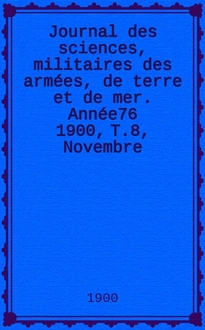 Journal des
sciences, 
militaires des
armées, de terre
et de mer.
Année76
1900, T.8,
Novembre
1900